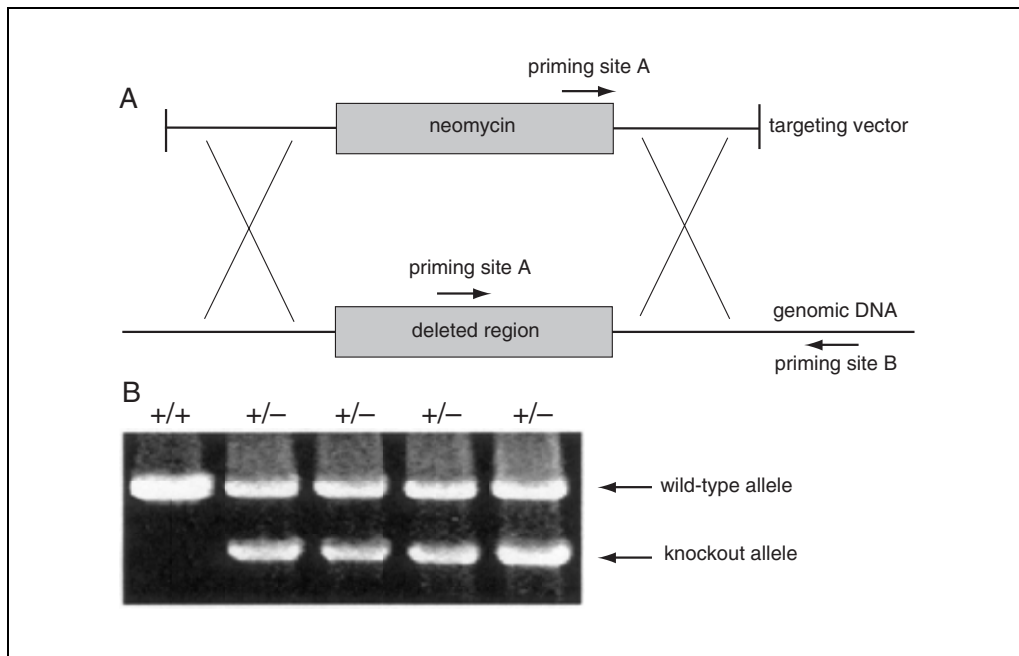 A
priming site A
neomycin
targeting vector
priming site A
deleted region
genomic DNA
priming site B
B
+/+ +/– +/– +/– +/–
wild-type allele
knockout allele